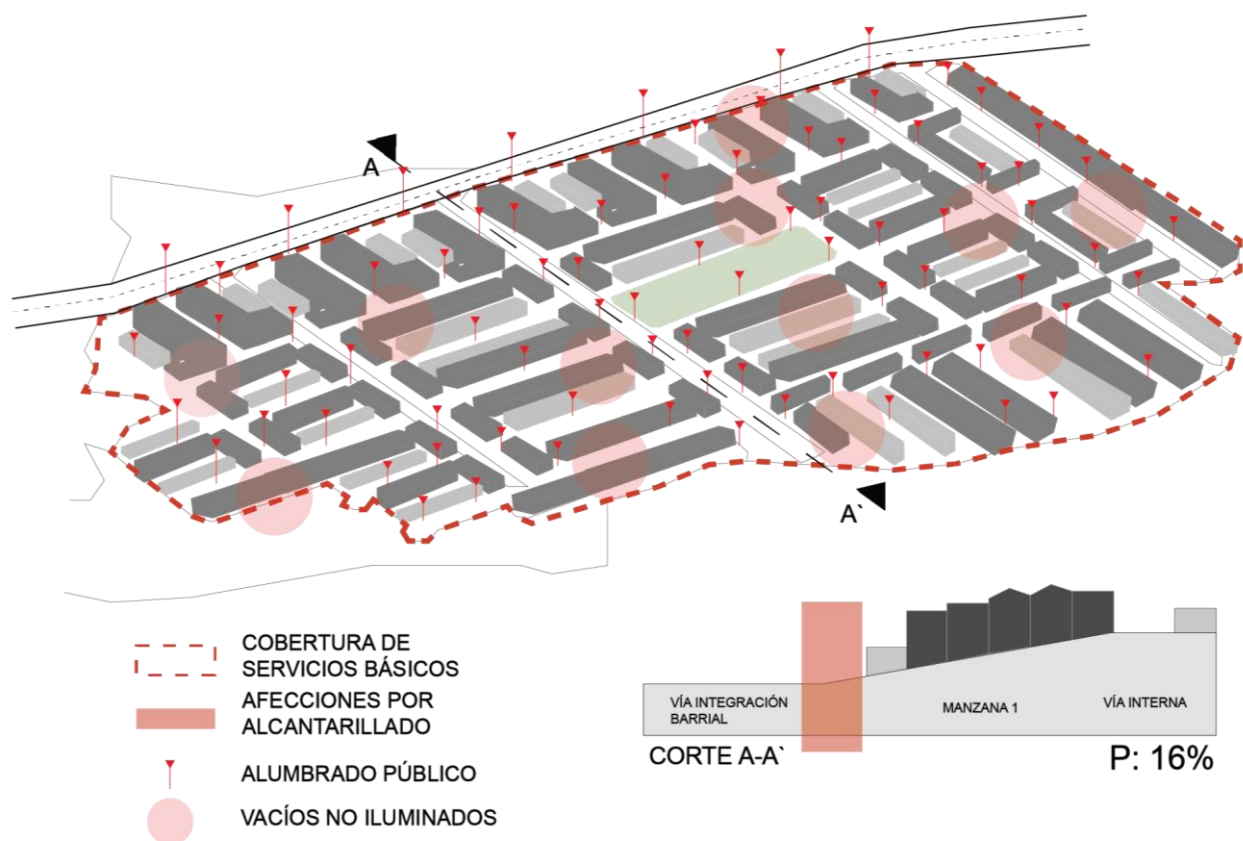 A
A`
COBERTURA DE
SERVICIOS BÁSICOS
AFECCIONES POR
ALCANTARILLADO
ALUMBRADO PÚBLICO
VACÍOS NO ILUMINADOS
VÍA INTEGRACIÓN
BARRIAL
MANZANA 1
VÍA INTERNA
CORTE A-A`
P: 16%